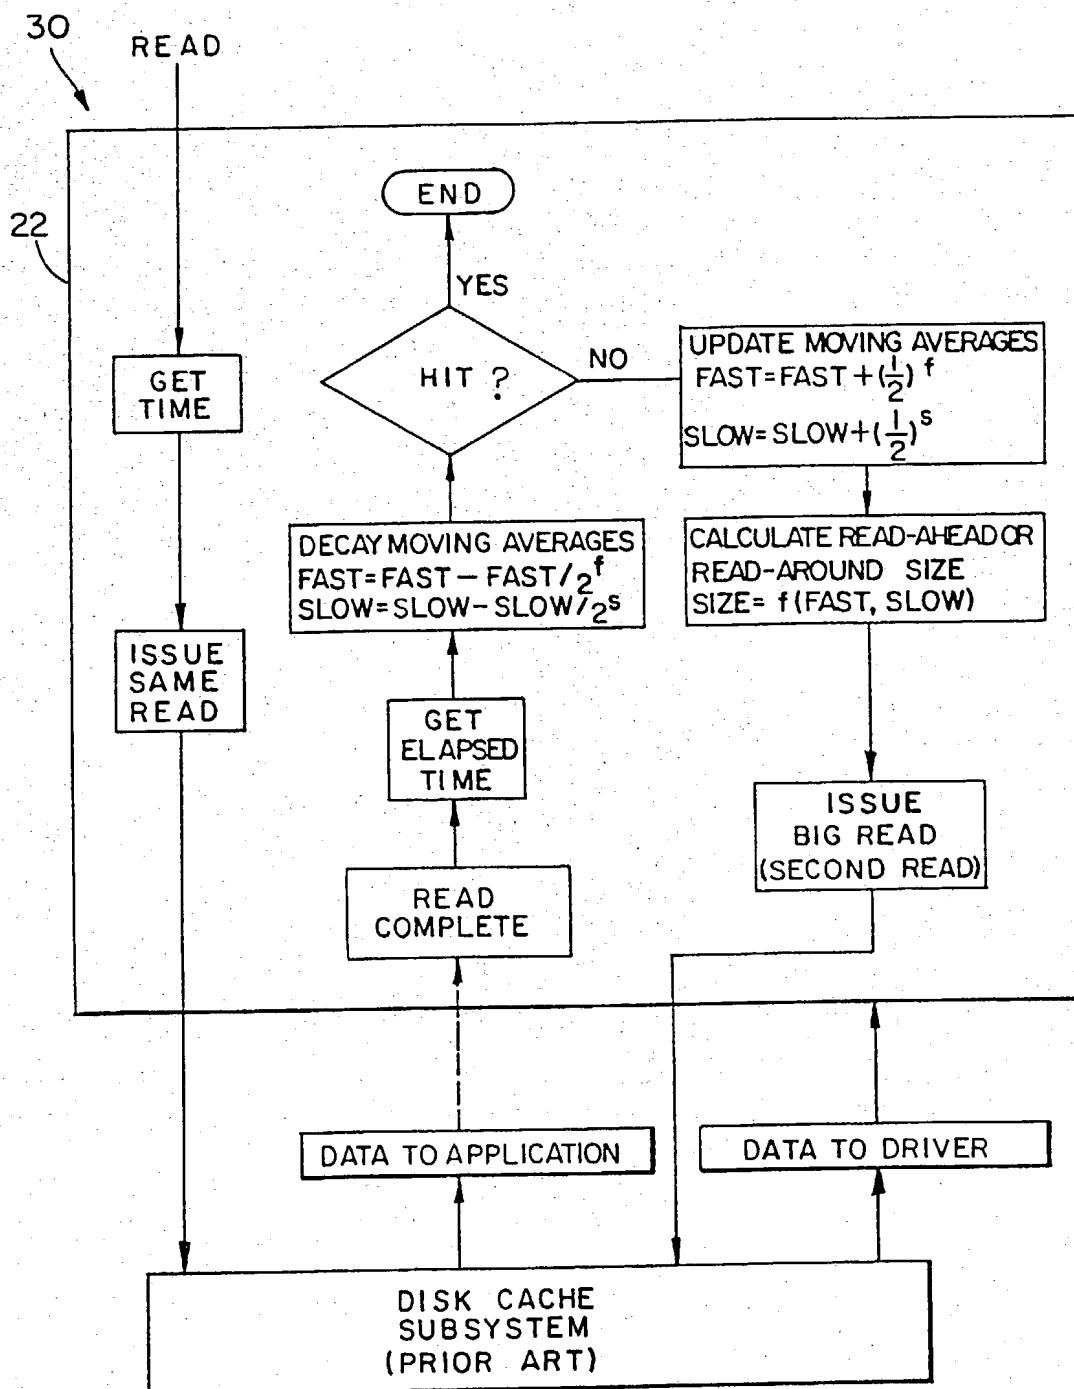 30
READ
22
END
YES
HIT ?
NO
GET
TIME
UPDATE MOVING AVERAGES
FAST=FAST+(1/2)^f
SLOW=SLOW+(1/2)^s
DECAY MOVING AVERAGES
FAST=FAST-FAST/2^f
SLOW=SLOW-SLOW/2^s
CALCULATE READ-AHEAD OR
READ-AROUND SIZE
SIZE= f(FAST, SLOW)
ISSUE
SAME
READ
GET
ELAPSED
TIME
ISSUE
BIG READ
(SECOND READ)
READ
COMPLETE
DATA TO APPLICATION
DATA TO DRIVER
DISK CACHE
SUBSYSTEM
(PRIOR ART)